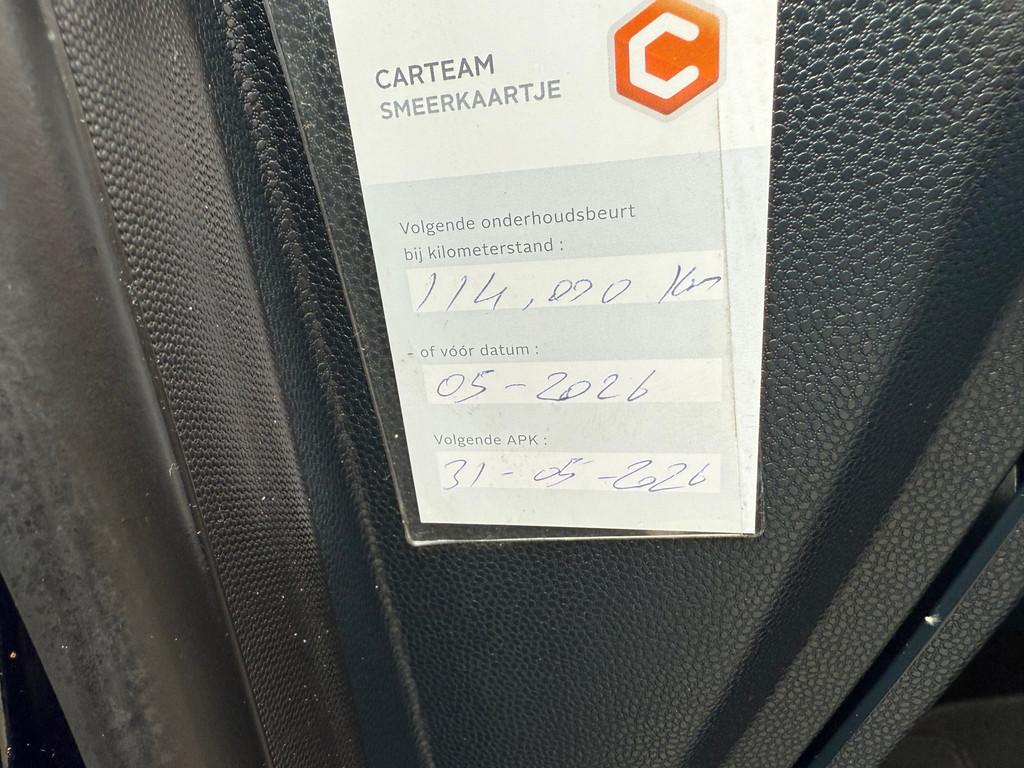 CARTEAM
SMEERKAARTJE
Volgende onderhoudsbeurt
bij kilometerstand :
114,000 Km
- of vóór datum :
05-2026
Volgende APK :
31-05-2026